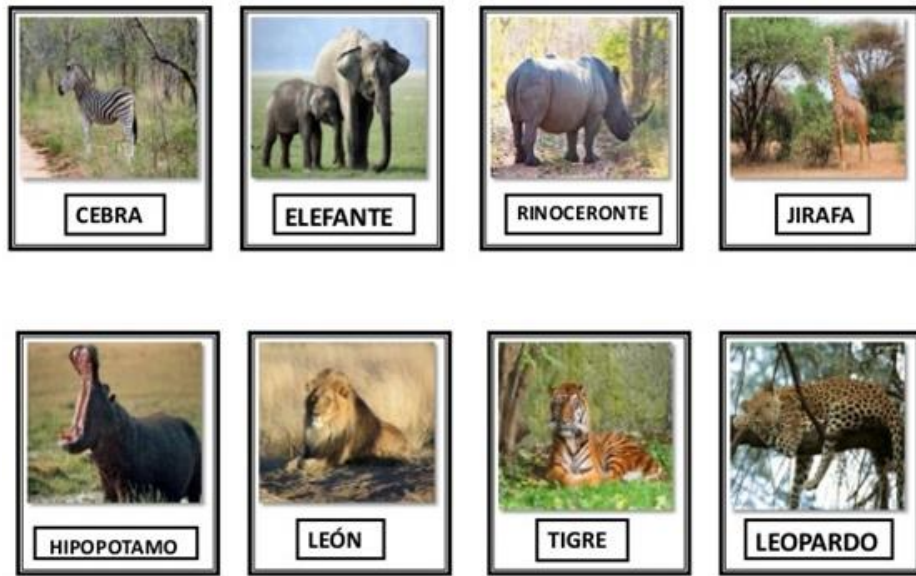 CEBRA
ELEFANTE
RINOCERONTE
JIRAFA
HIPOPOTAMO
LEÓN
TIGRE
LEOPARDO